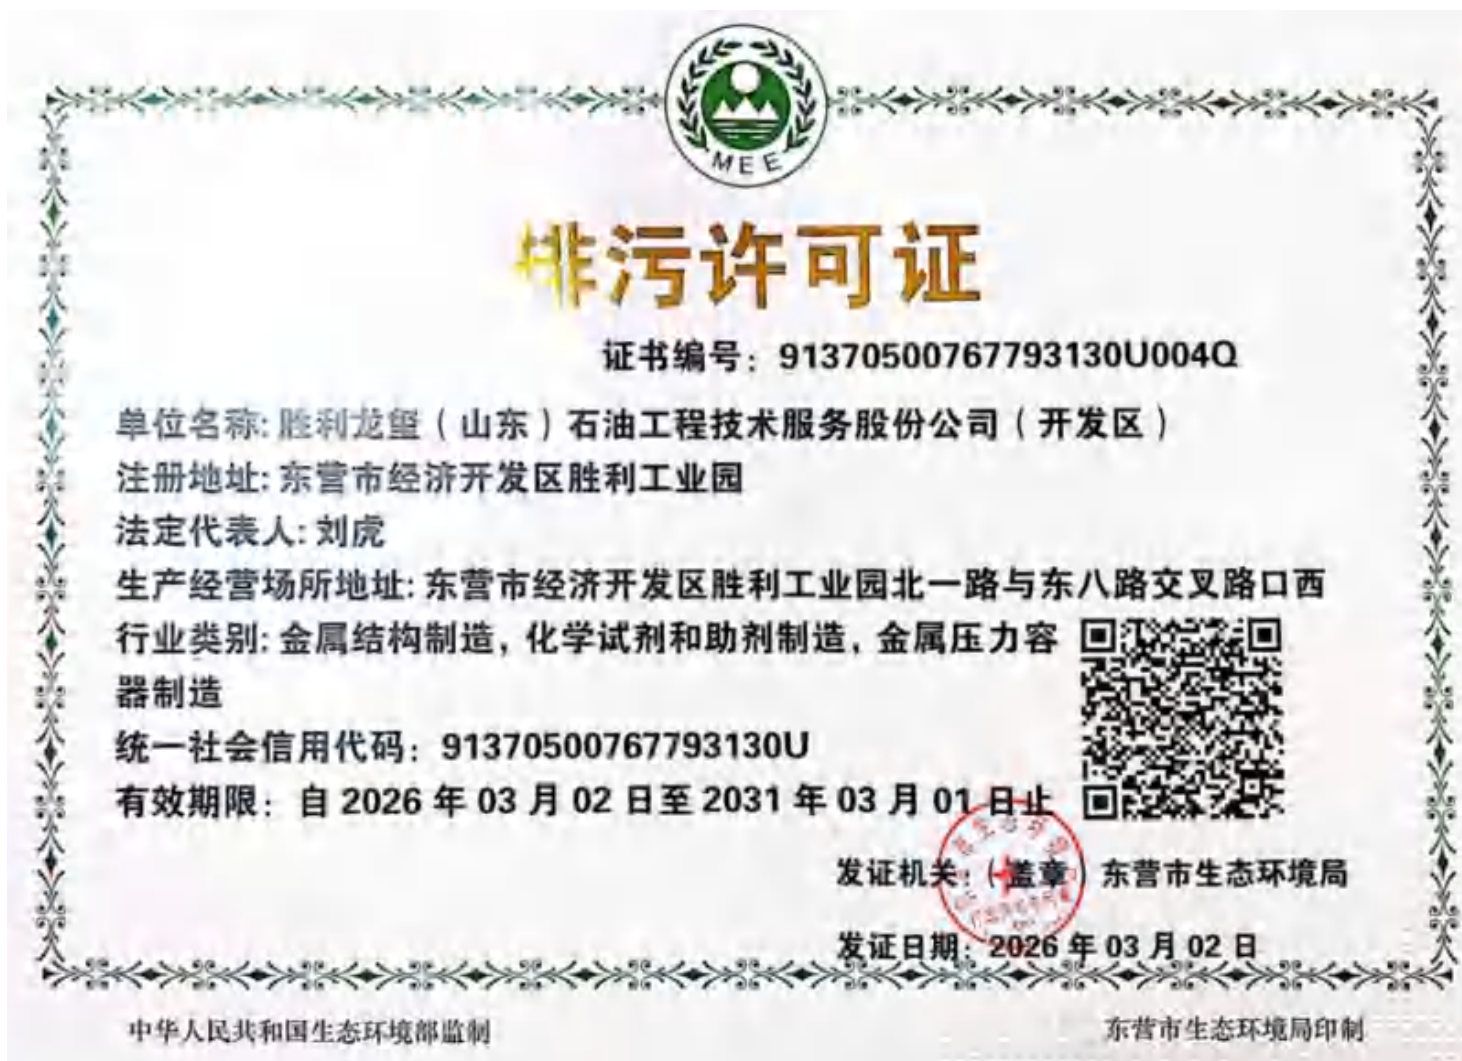 MEE
排污许可证
证书编号：91370500767793130U004Q
单位名称: 胜利龙玺（山东）石油工程技术服务股份公司（开发区）
注册地址: 东营市经济开发区胜利工业园
法定代表人: 刘虎
生产经营场所地址: 东营市经济开发区胜利工业园北一路与东八路交叉路口西
行业类别: 金属结构制造, 化学试剂和助剂制造, 金属压力容
器制造
统一社会信用代码：91370500767793130U
有效期限：自 2026 年 03 月 02 日至 2031 年 03 月 01 日止
发证机关：（盖章）东营市生态环境局
发证日期：2026 年 03 月 02 日
中华人民共和国生态环境部监制
东营市生态环境局印制